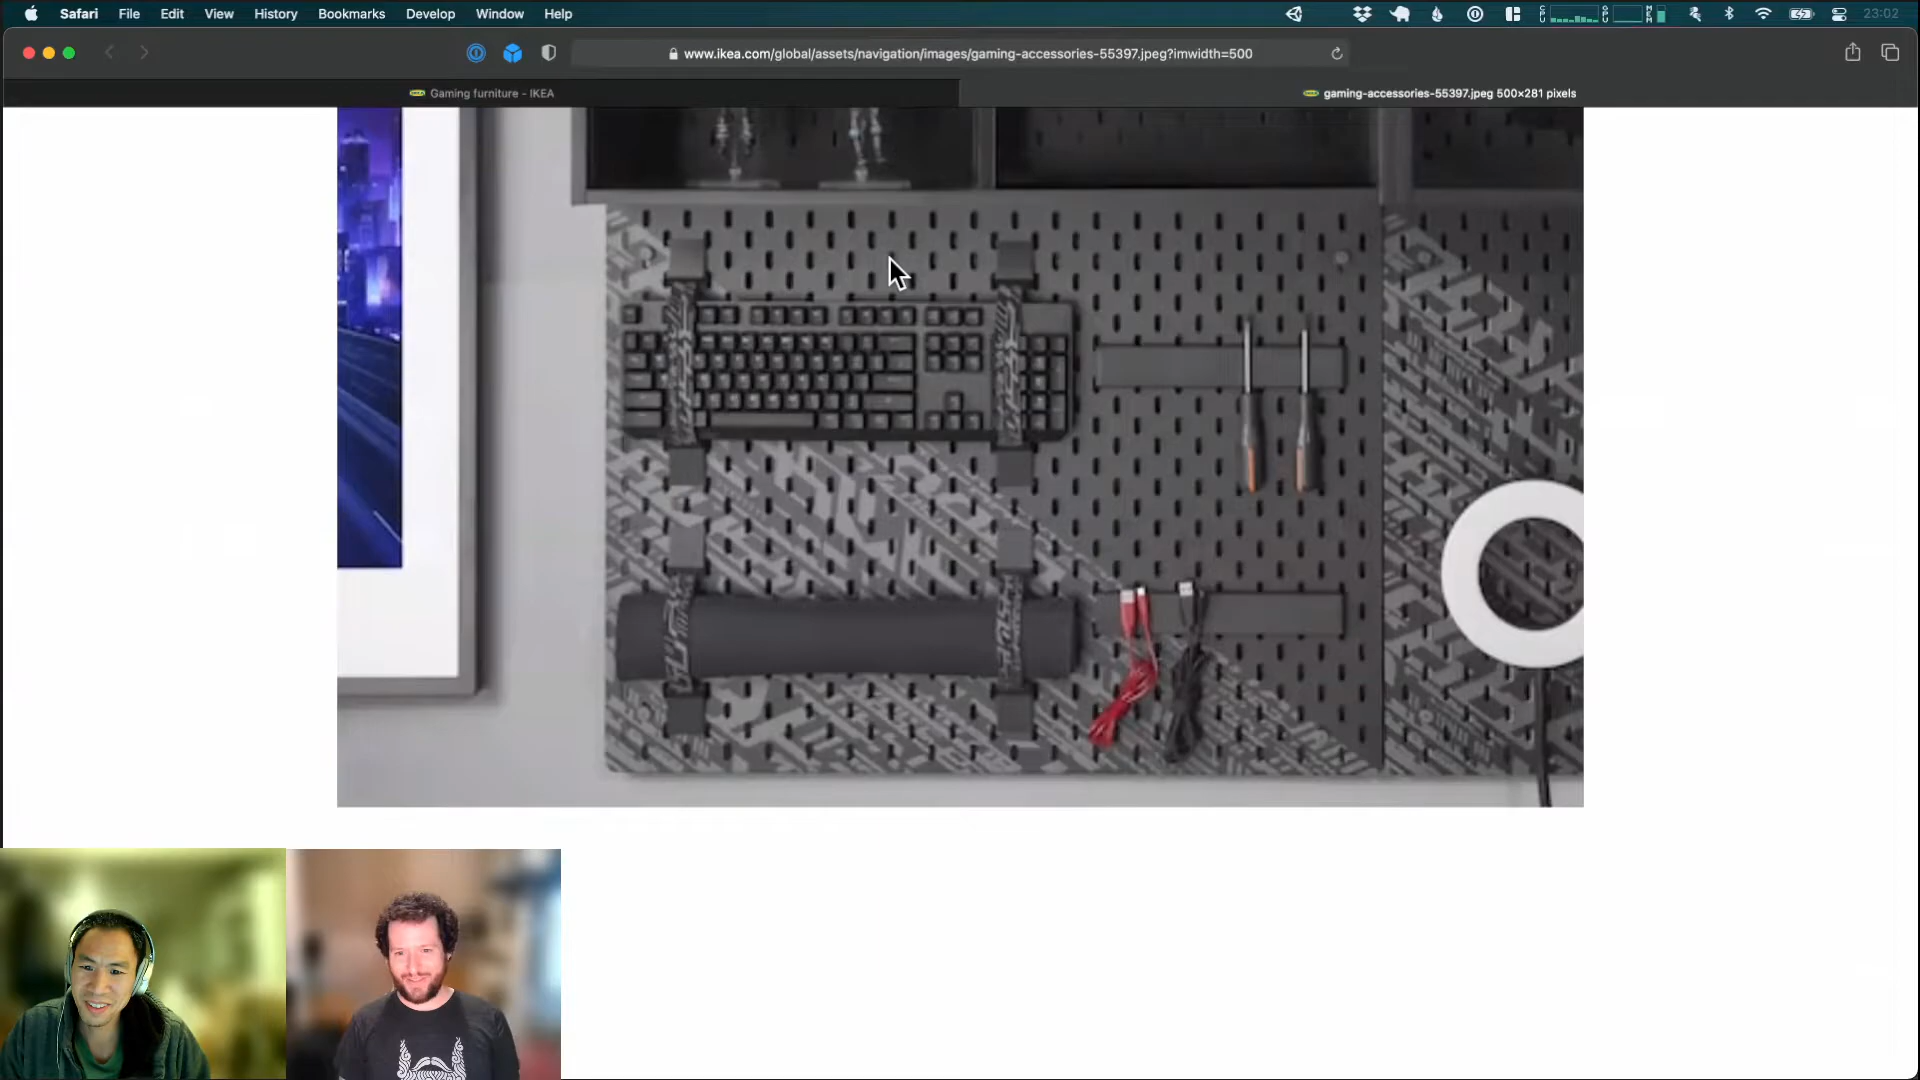 Safari File Edit View History Bookmarks Develop Window Help 23:02
www.ikea.com/global/assets/navigation/images/gaming-accessories-55397.jpeg?imwidth=500
Gaming furniture - IKEA
gaming-accessories-55397.jpeg 500×281 pixels